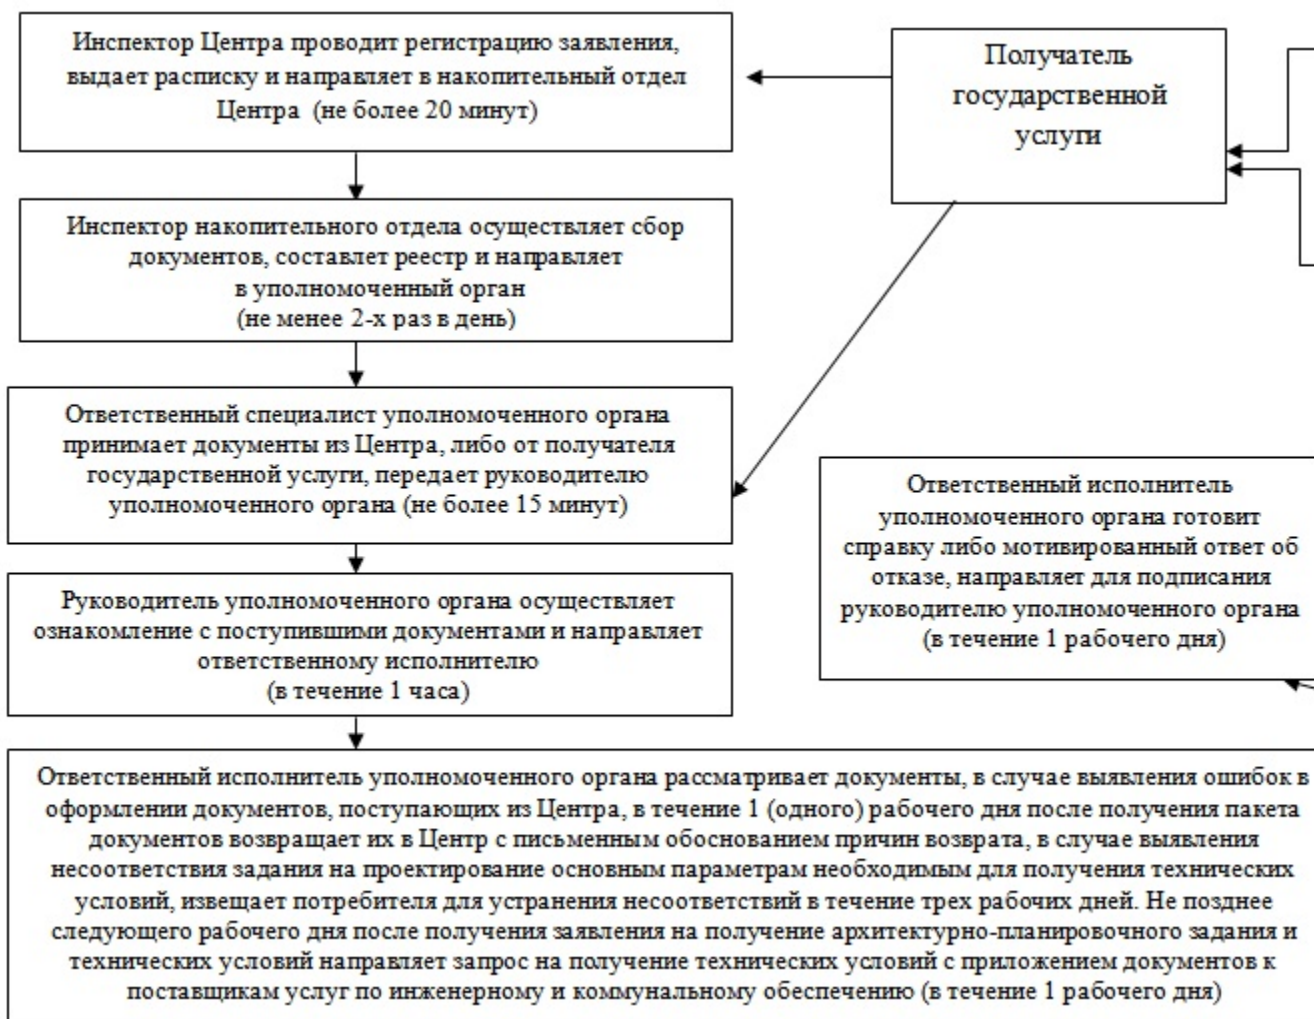 Инспектор Центра проводит регистрацию заявления,
выдает расписку и направляет в накопительный отдел
Центра (не более 20 минут)
Получатель
государственной
услуги
Инспектор накопительного отдела осуществляет сбор
документов, составлет реестр и направляет
в уполномоченный орган
(не менее 2-х раз в день)
Ответственный специалист уполномоченного органа
принимает документы из Центра, либо от получателя
государственной услуги, передает руководителю
уполномоченного органа (не более 15 минут)
Ответственный исполнитель
уполномоченного органа готовит
справку либо мотивированный ответ об
отказе, направляет для подписания
руководителю уполномоченного органа
(в течение 1 рабочего дня)
Руководитель уполномоченного органа осуществляет
ознакомление с поступившими документами и направляет
ответственному исполнителю
(в течение 1 часа)
Ответственный исполнитель уполномоченного органа рассматривает документы, в случае выявления ошибок в
оформлении документов, поступающих из Центра, в течение 1 (одного) рабочего дня после получения пакета
документов возвращает их в Центр с письменным обоснованием причин возврата, в случае выявления
несоответствия задания на проектирование основным параметрам необходимым для получения технических
условий, извещает потребителя для устранения несоответствий в течение трех рабочих дней. Не позднее
следующего рабочего дня после получения заявления на получение архитектурно-планировочного задания и
технических условий направляет запрос на получение технических условий с приложением документов к
поставщикам услуг по инженерному и коммунальному обеспечению (в течение 1 рабочего дня)